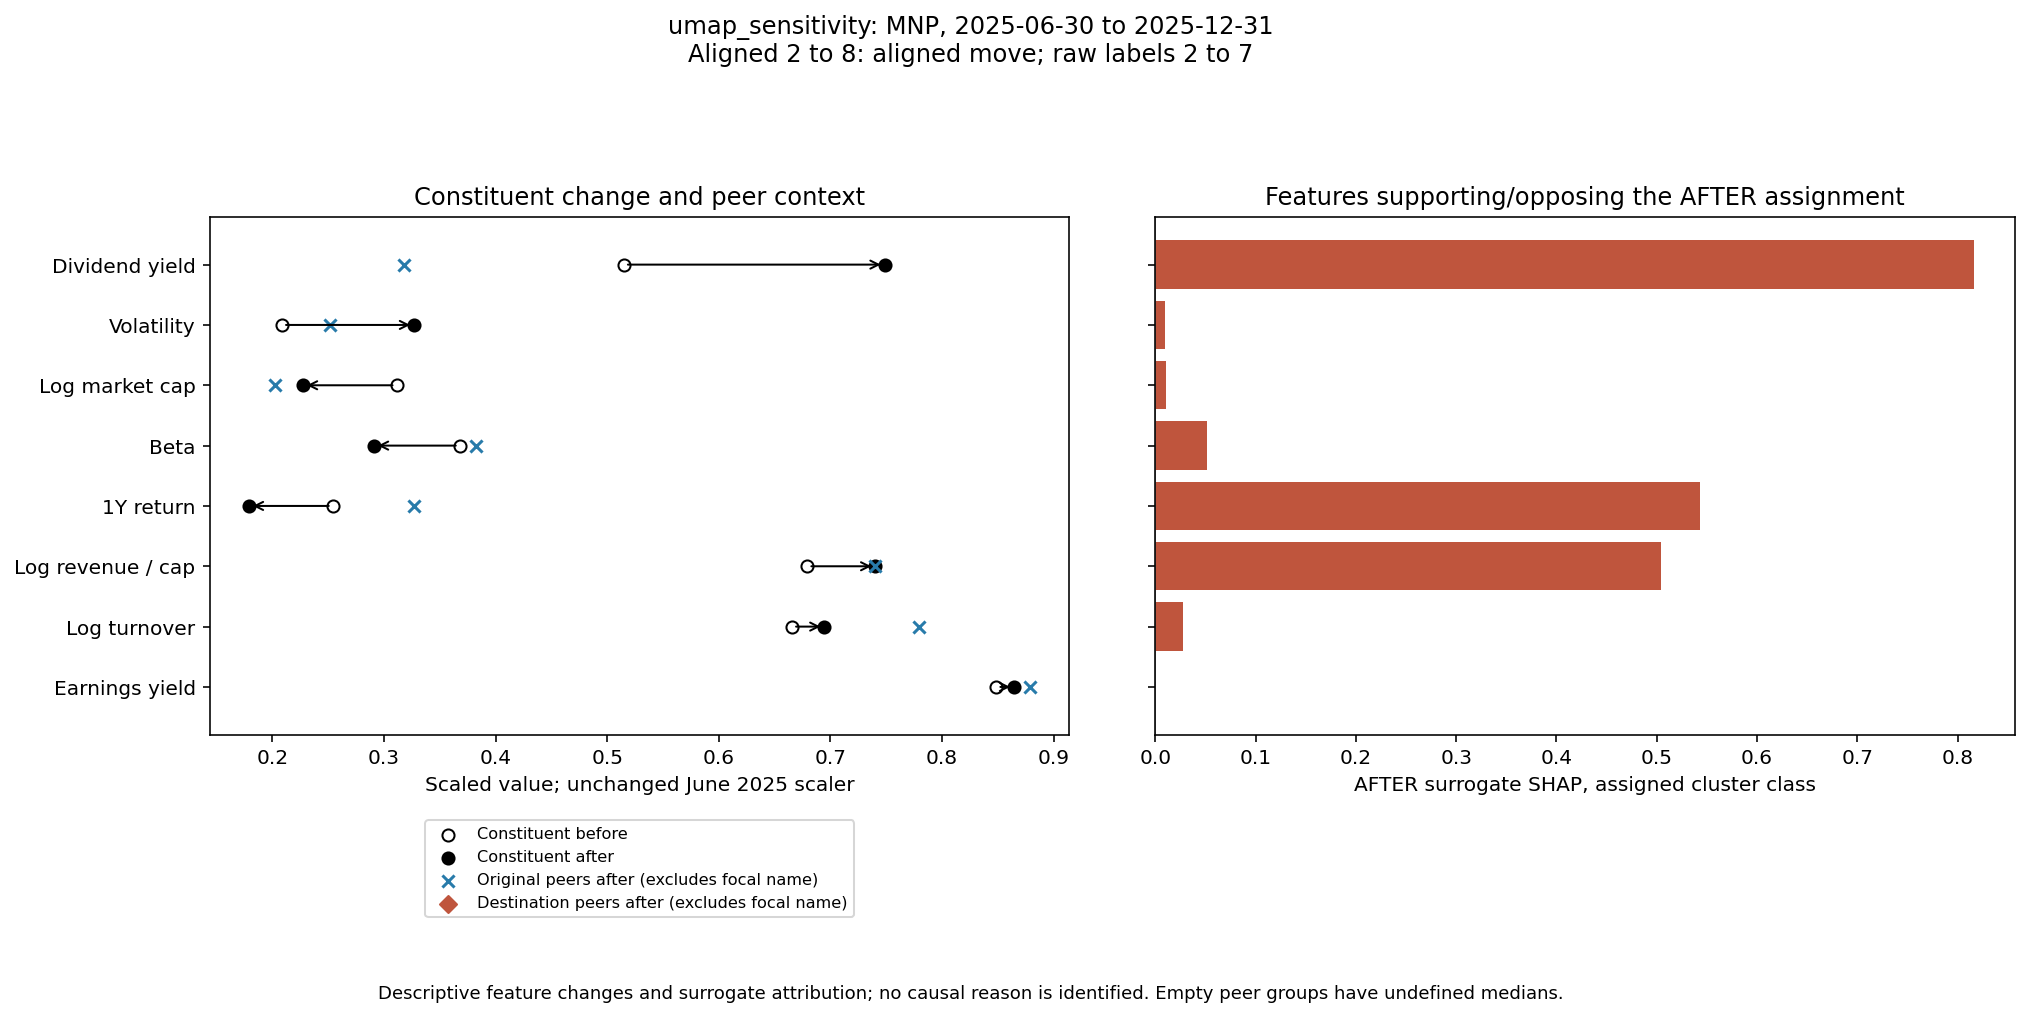 umap_sensitivity: MNP, 2025-06-30 to 2025-12-31
Aligned 2 to 8: aligned move; raw labels 2 to 7
Constituent change and peer context
Features supporting/opposing the AFTER assignment
Dividend yield
Volatility
Log market cap
Beta
1Y return
Log revenue / cap
Log turnover
Earnings yield
0.2 0.3 0.4 0.5 0.6 0.7 0.8 0.9
0.0 0.1 0.2 0.3 0.4 0.5 0.6 0.7 0.8
Scaled value; unchanged June 2025 scaler
AFTER surrogate SHAP, assigned cluster class
Constituent before
Constituent after
Original peers after (excludes focal name)
Destination peers after (excludes focal name)
Descriptive feature changes and surrogate attribution; no causal reason is identified. Empty peer groups have undefined medians.